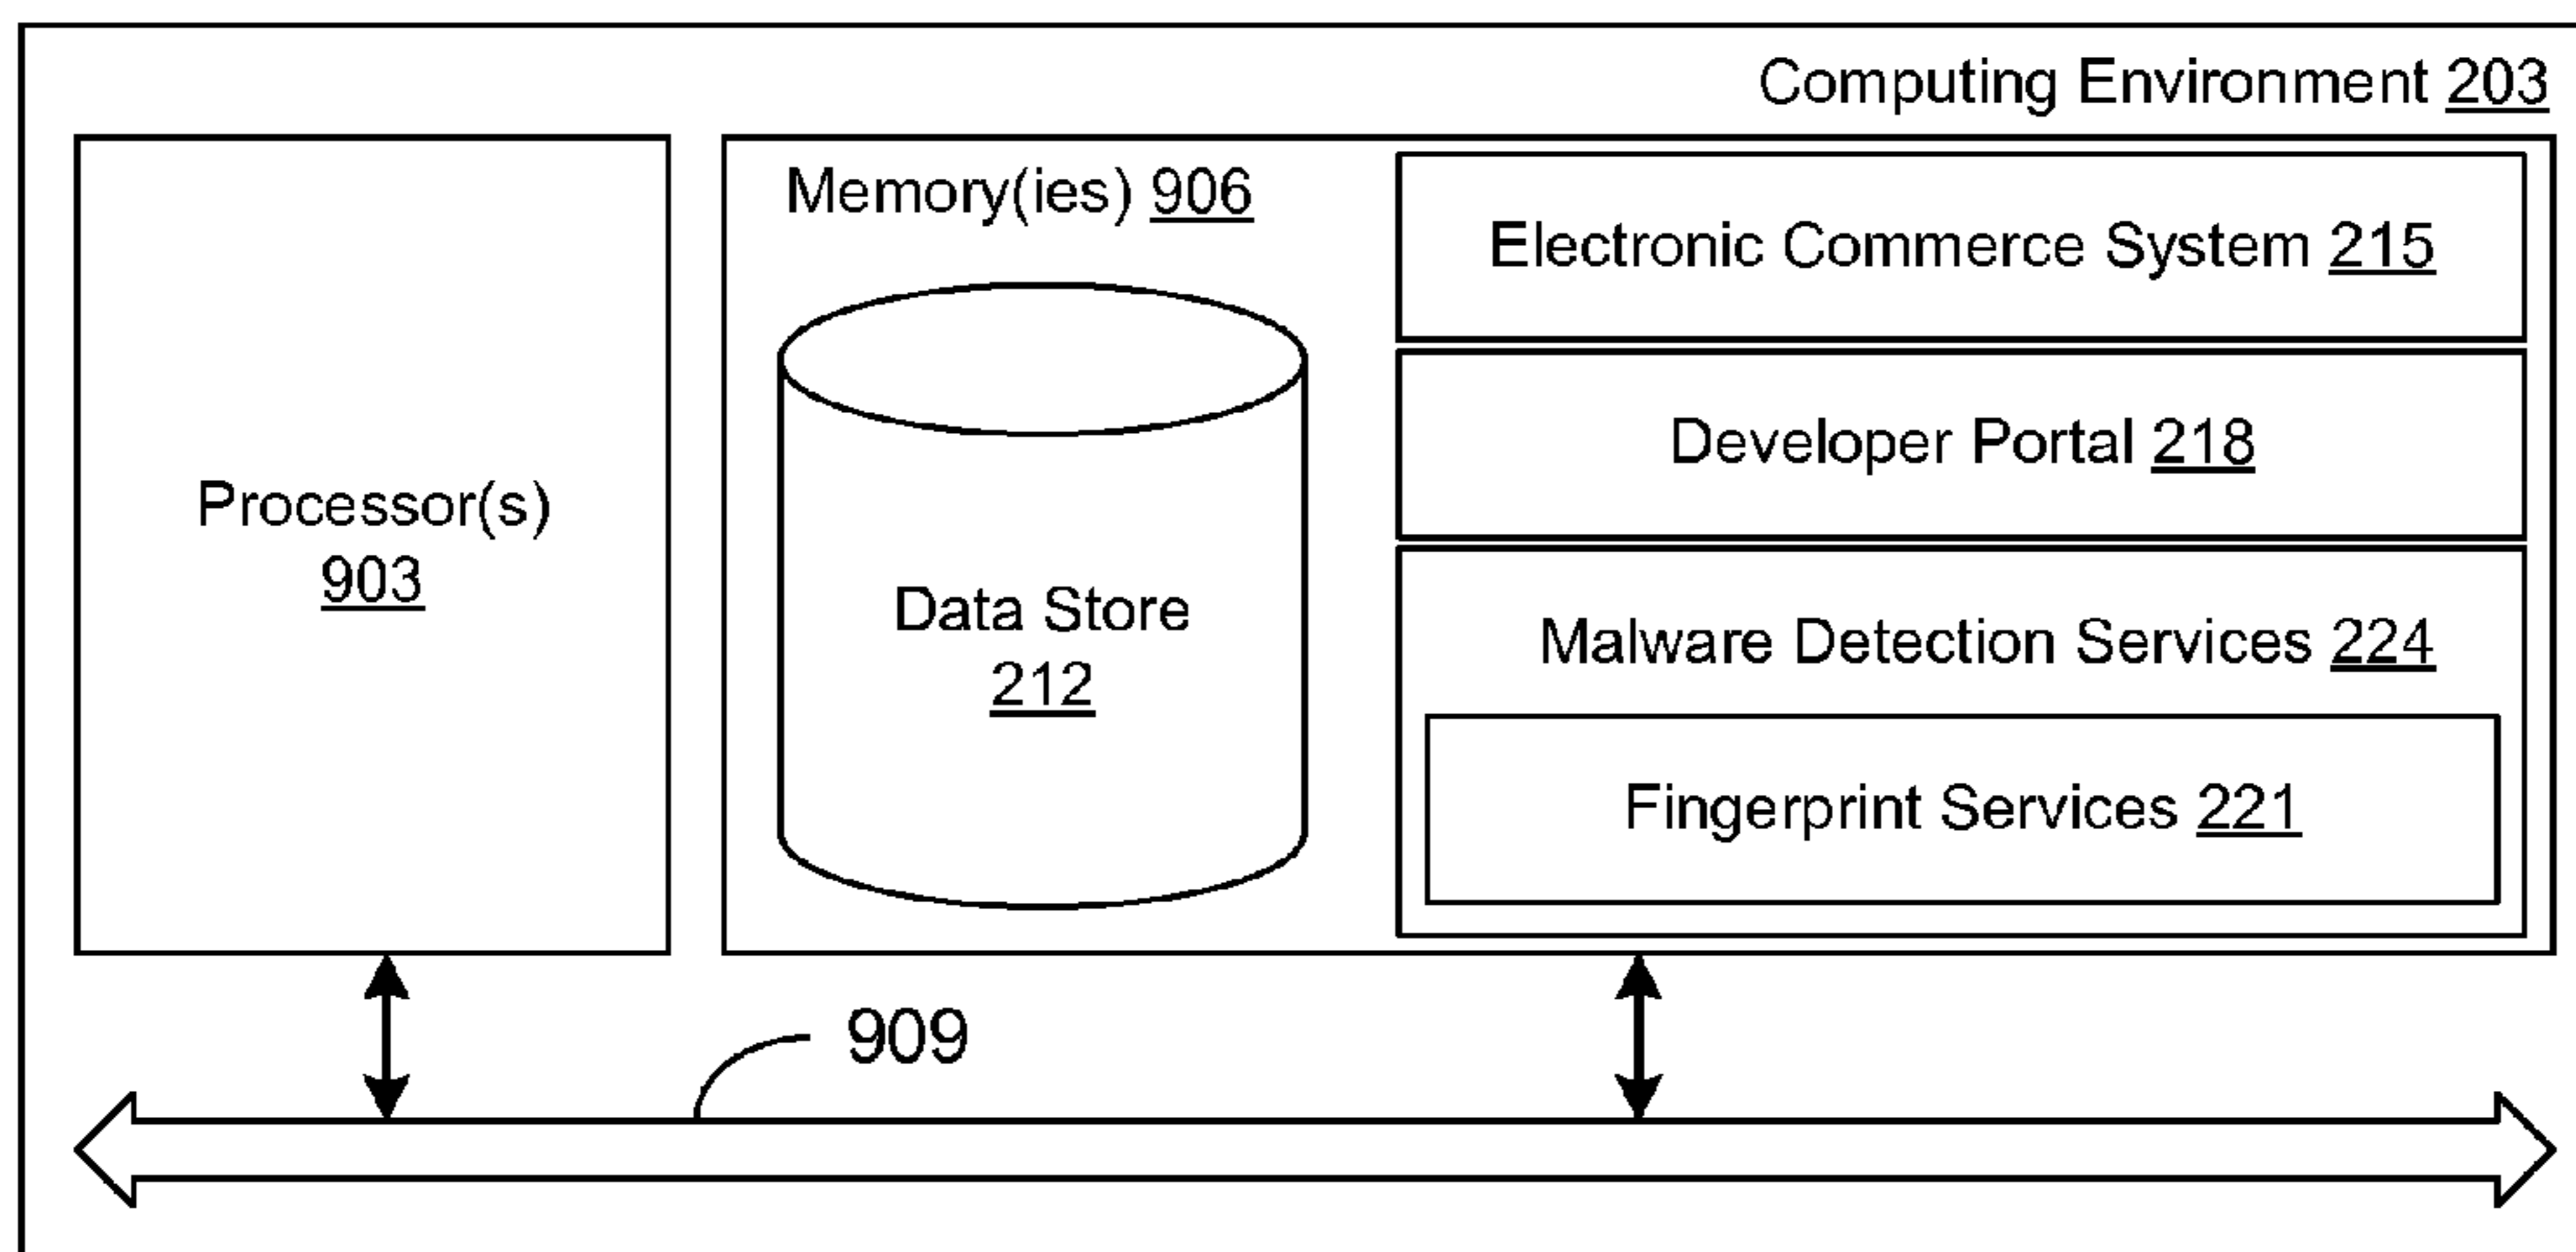 Computing Environment 203
Processor(s)
903
Memory(ies) 906
Data Store
212
Electronic Commerce System 215
Developer Portal 218
Malware Detection Services 224
Fingerprint Services 221
909